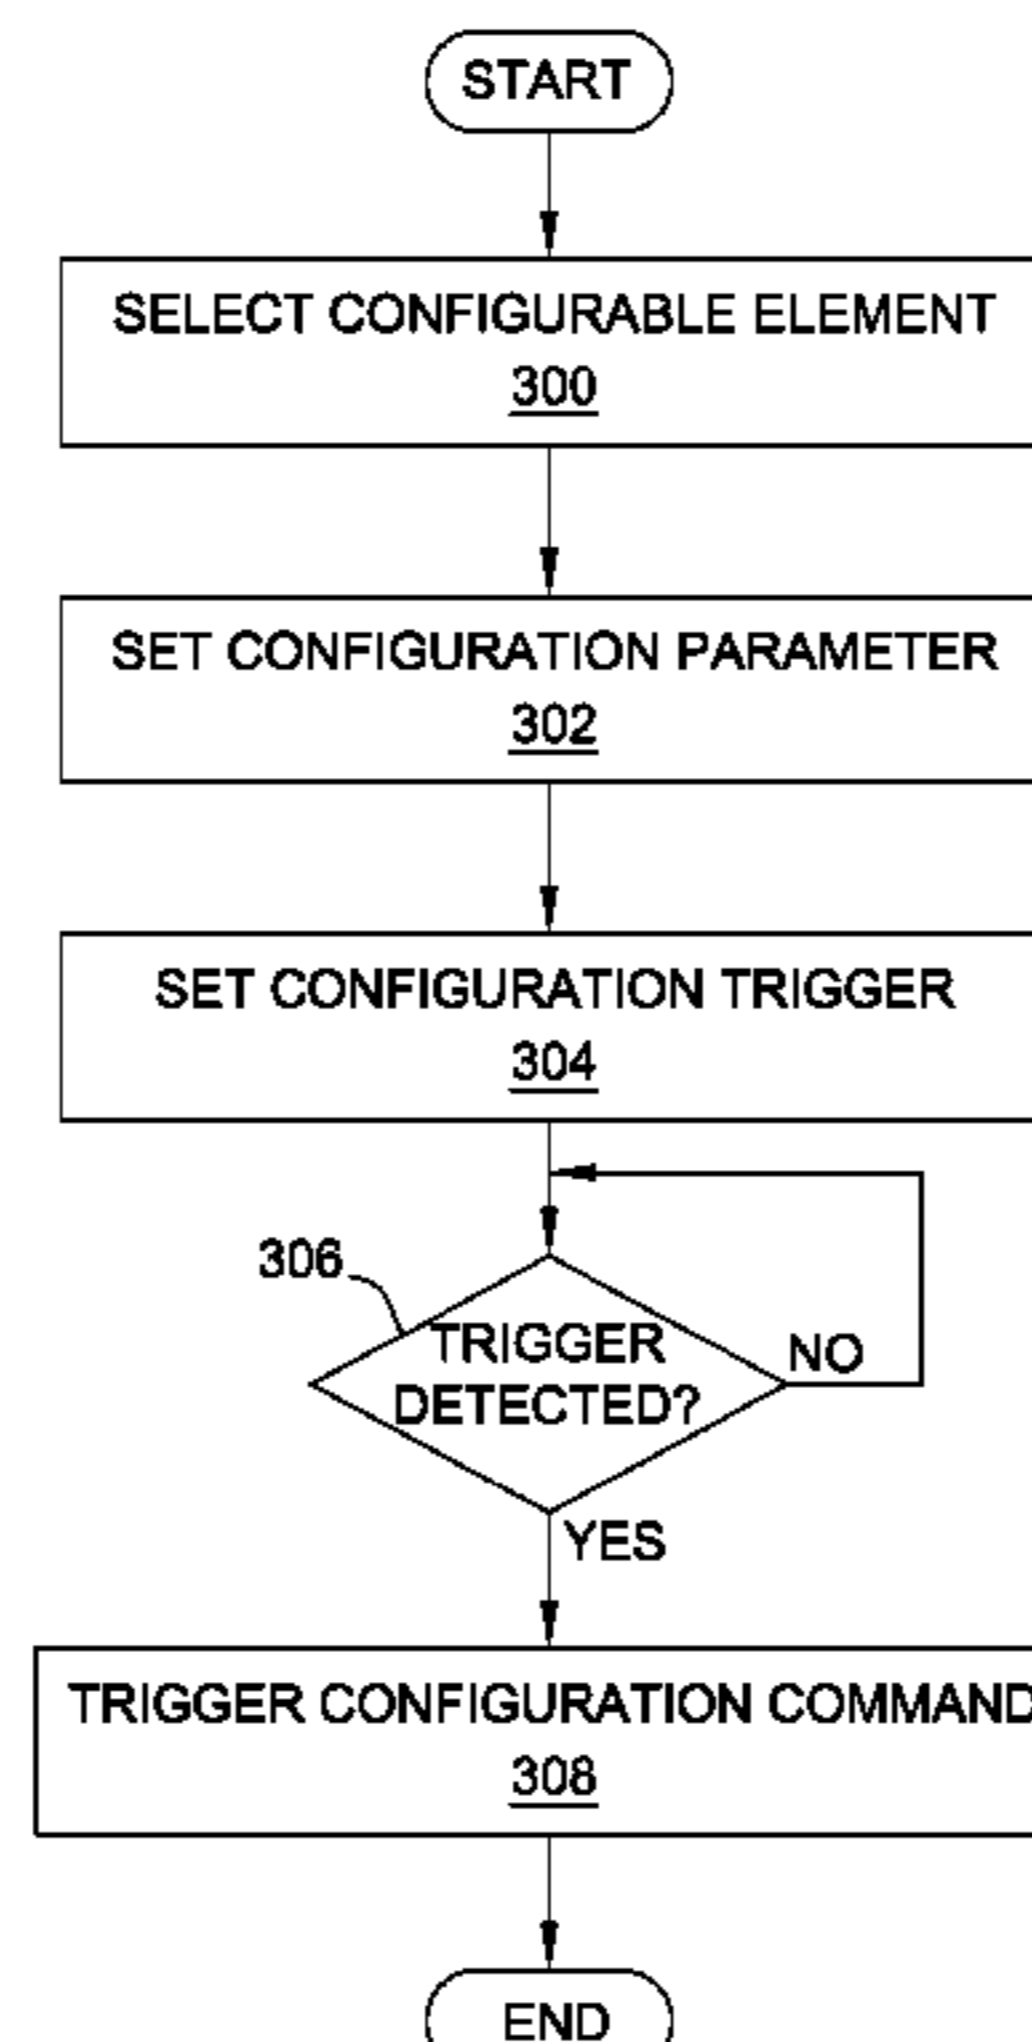 START
SELECT CONFIGURABLE ELEMENT
300
SET CONFIGURATION PARAMETER
302
SET CONFIGURATION TRIGGER
304
306
TRIGGER
DETECTED?
NO
YES
TRIGGER CONFIGURATION COMMAND
308
END